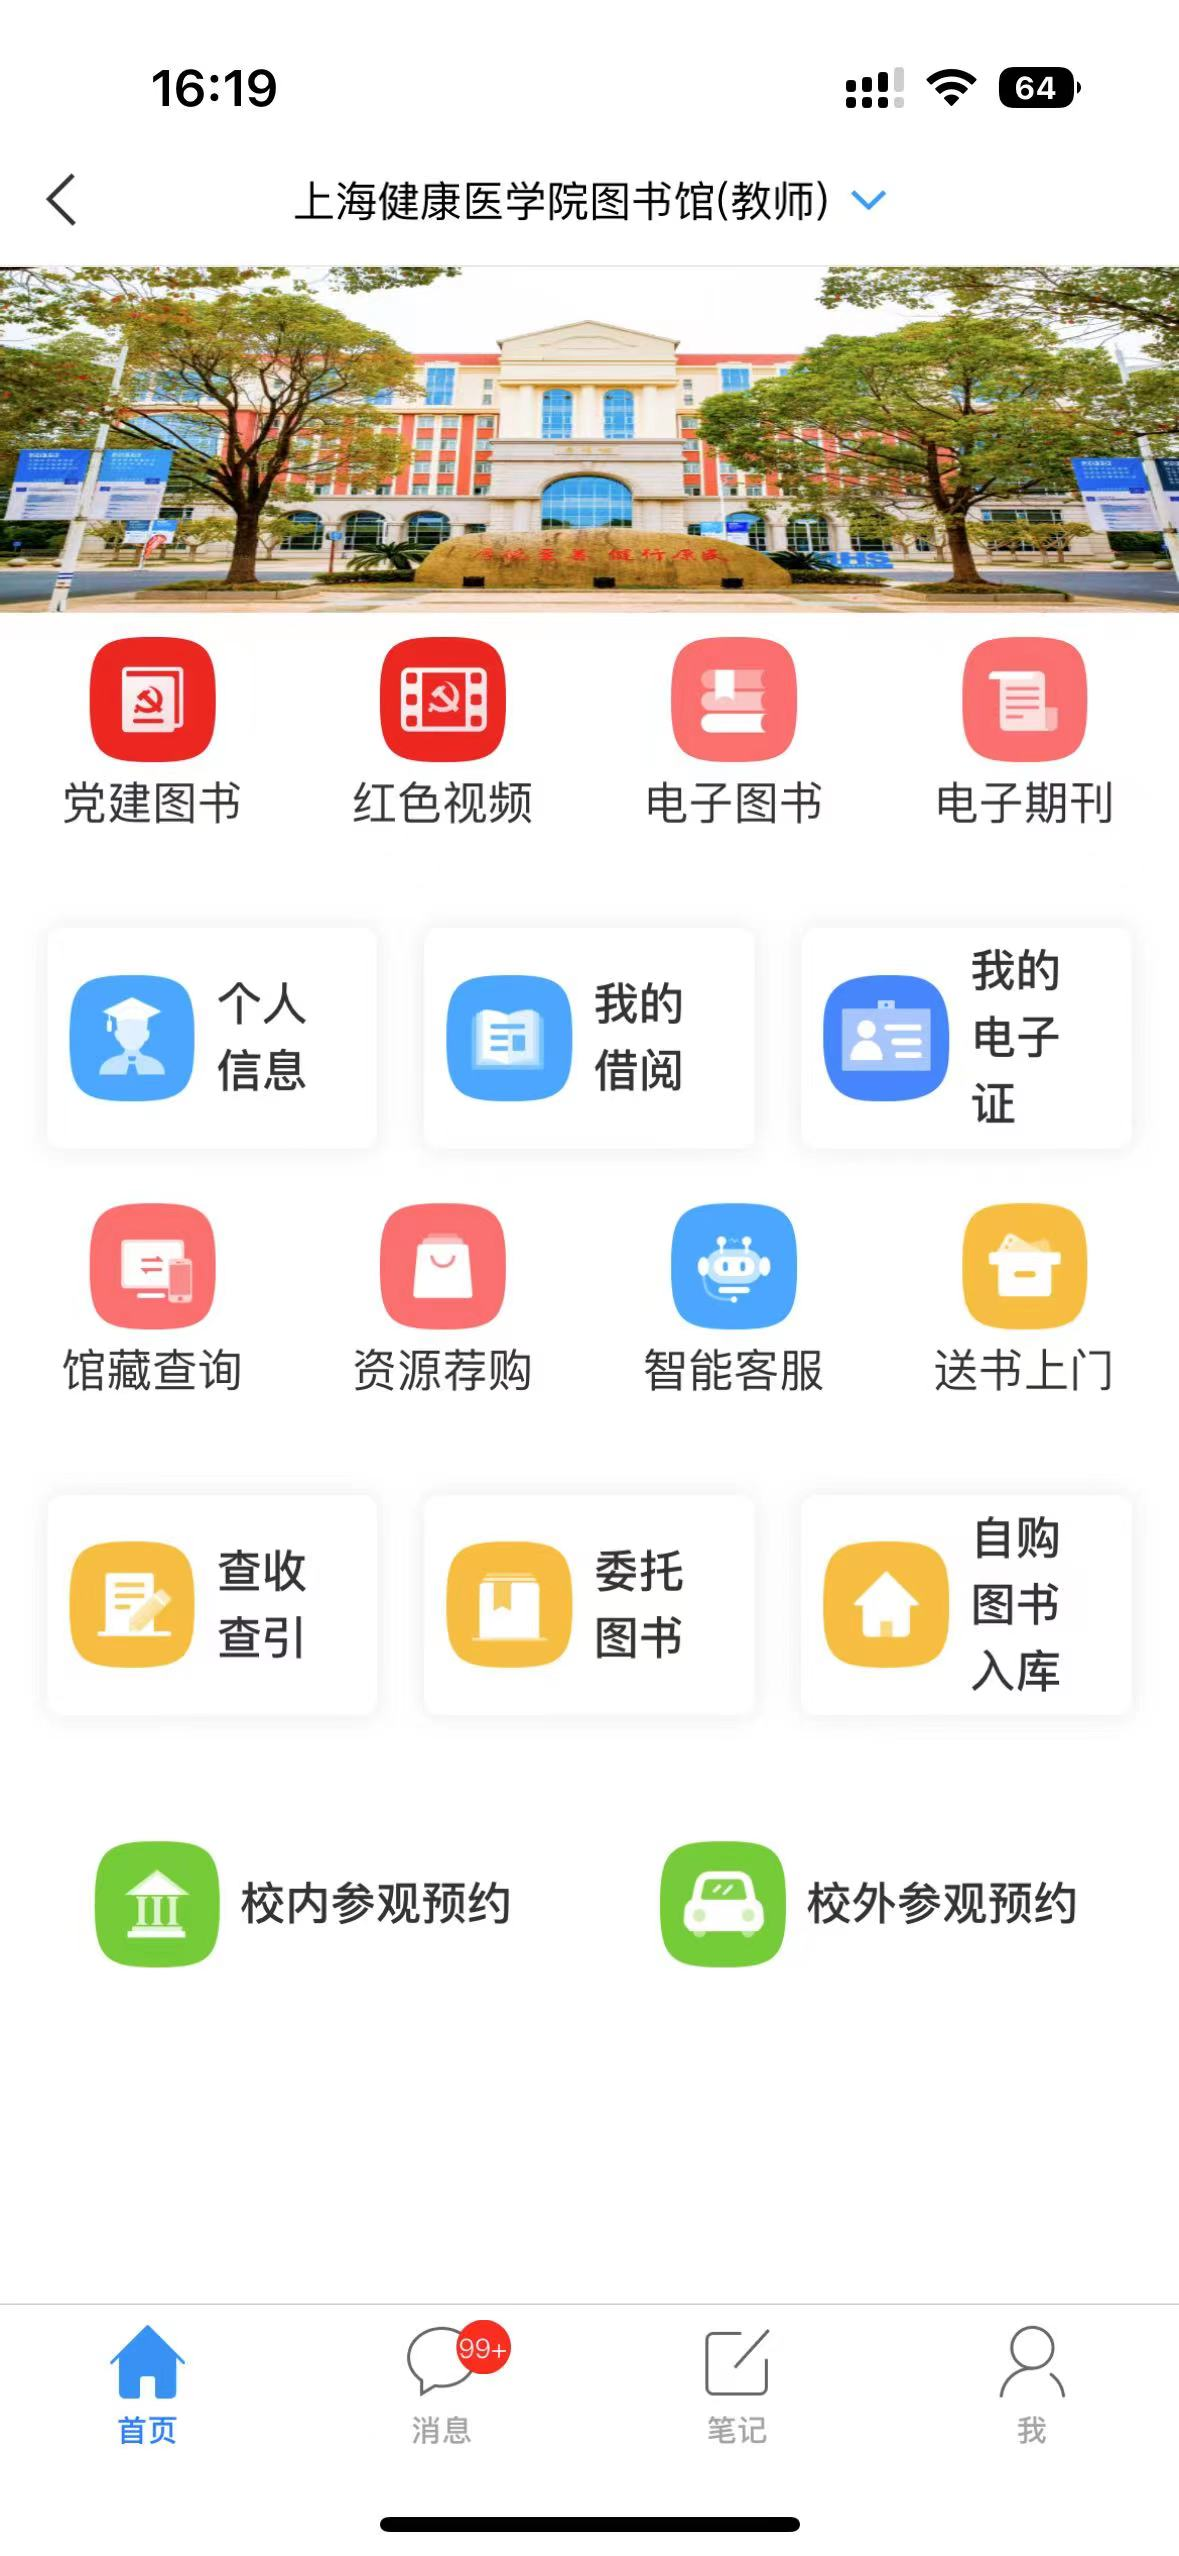 16:19
64
上海健康医学院图书馆(教师)
党建图书
红色视频
电子图书
电子期刊
个人
信息
我的
借阅
我的
电子
证
馆藏查询
资源荐购
智能客服
送书上门
查收
查引
委托
图书
自购
图书
入库
校内参观预约
校外参观预约
99+
首页
消息
笔记
我